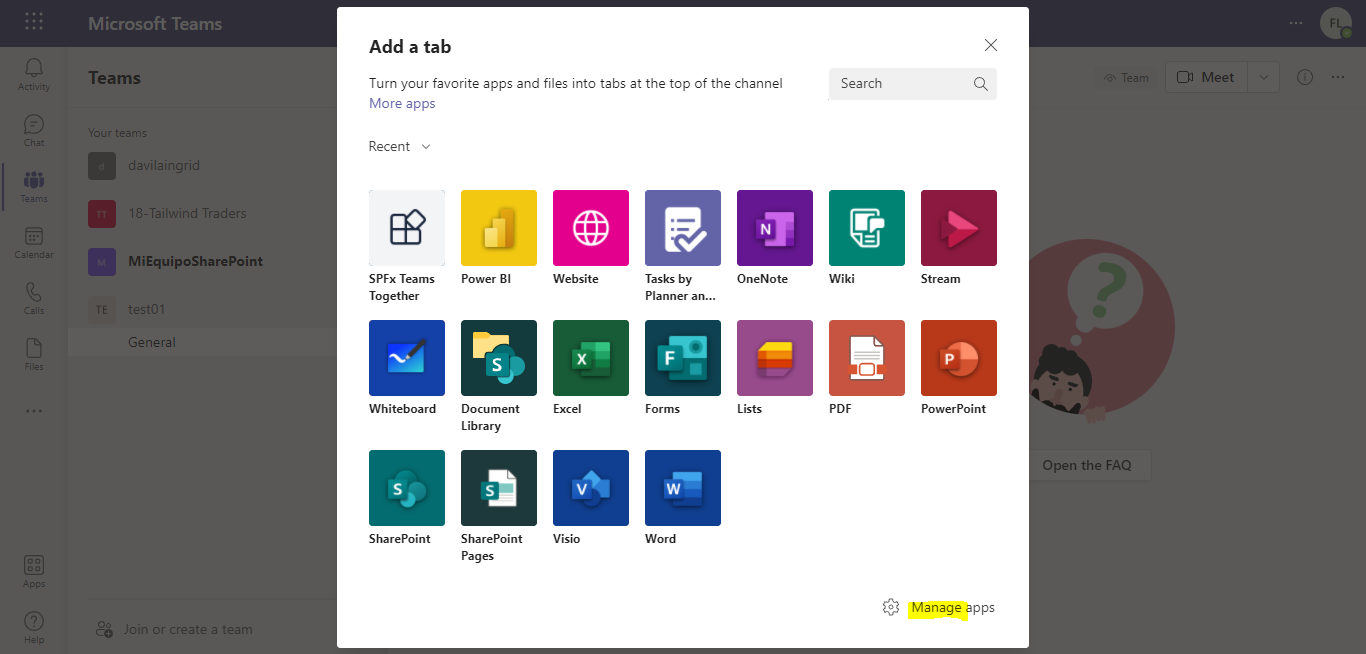 Microsoft Teams
FL
Activity
Chat
Teams
Calendar
Calls
Files
Apps
Help
Teams
Your teams
d
davilaingrid
TT
18-Tailwind Traders
M
MiEquipoSharePoint
TE
test01
General
Join or create a team
Add a tab
Turn your favorite apps and files into tabs at the top of the channel
More apps
Search
Recent
SPFx Teams
Together
Power BI
Website
Tasks by
Planner an...
N
OneNote
Wiki
Stream
Whiteboard
S
Document
Library
X
Excel
F
Forms
Lists
PDF
P
PowerPoint
S
SharePoint
S
SharePoint
Pages
V
Visio
W
Word
Manage apps
Team
Meet
?
Open the FAQ